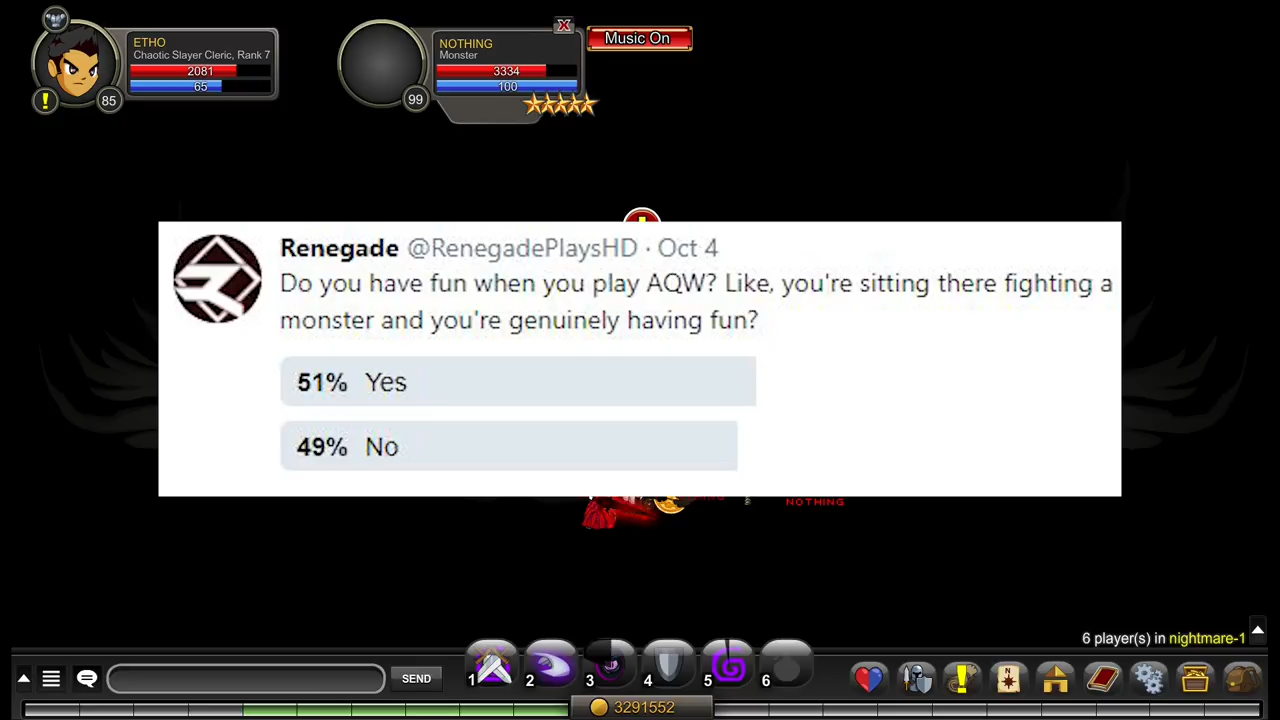 ETHO
Chaotic Slayer Cleric, Rank 7
2081
65
85
NOTHING
Monster
3334
100
99
Music On
Renegade @RenegadePlaysHD · Oct 4
Do you have fun when you play AQW? Like, you're sitting there fighting a
monster and you're genuinely having fun?
51% Yes
49% No
NOTHING
6 player(s) in nightmare-1
SEND
1 2 3 4 5 6
3291552